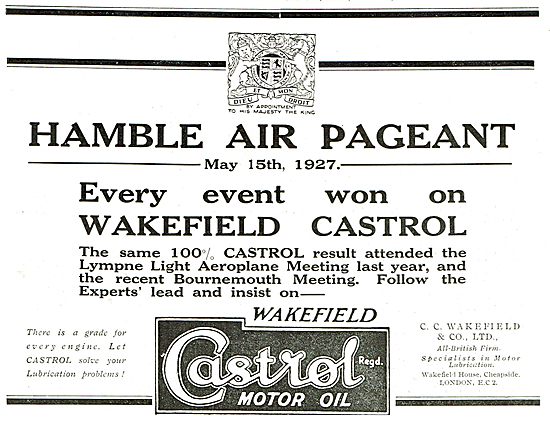 DIEU ET MON DROIT
BY APPOINTMENT
TO HIS MAJESTY THE KING
HAMBLE AIR PAGEANT
May 15th, 1927.
Every event won on
WAKEFIELD CASTROL
The same 100% CASTROL result attended the
Lympne Light Aeroplane Meeting last year, and
the recent Bournemouth Meeting. Follow the
Experts' lead and insist on—
There is a grade for
every engine. Let
CASTROL solve your
Lubrication problems!
WAKEFIELD
Castrol Regd.
MOTOR OIL
C. C. WAKEFIELD
& CO., LTD.,
All-British Firm.
Specialists in Motor
Lubrication.
Wakefield House, Cheapside,
LONDON, E.C.2.